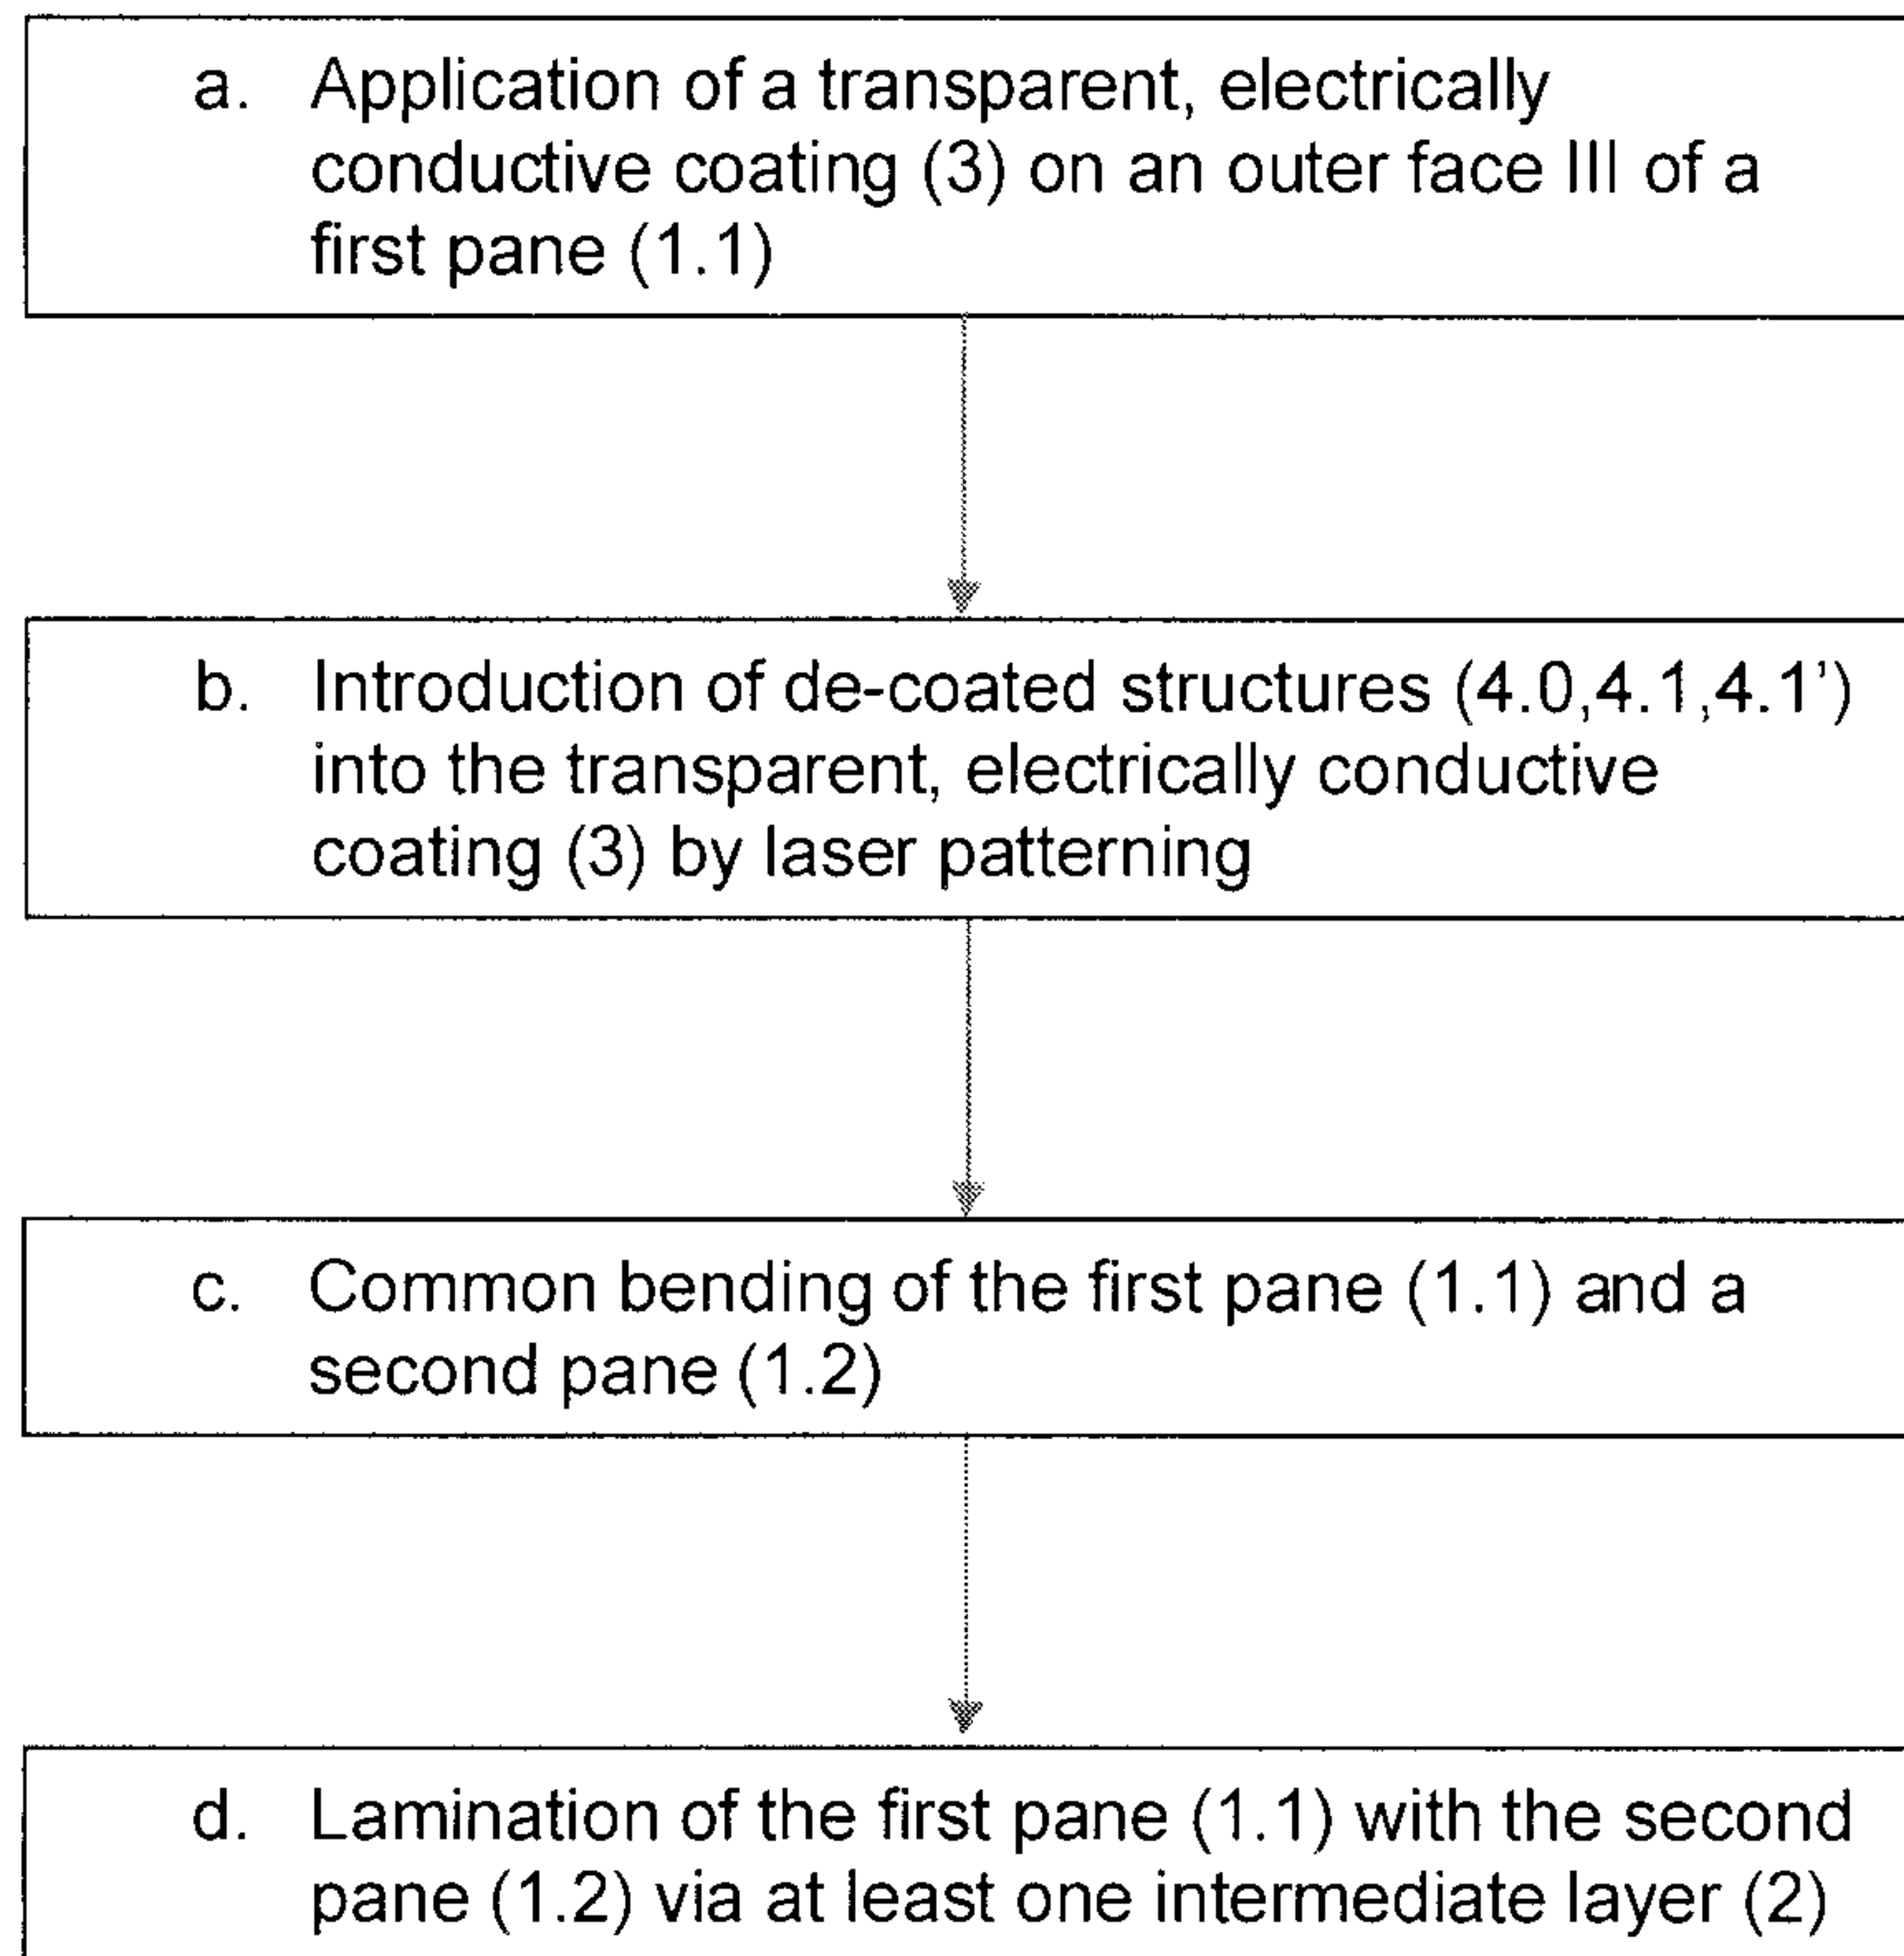 a. Application of a transparent, electrically
conductive coating (3) on an outer face III of a
first pane (1.1)
b. Introduction of de-coated structures (4.0,4.1,4.1')
into the transparent, electrically conductive
coating (3) by laser patterning
c. Common bending of the first pane (1.1) and a
second pane (1.2)
d. Lamination of the first pane (1.1) with the second
pane (1.2) via at least one intermediate layer (2)